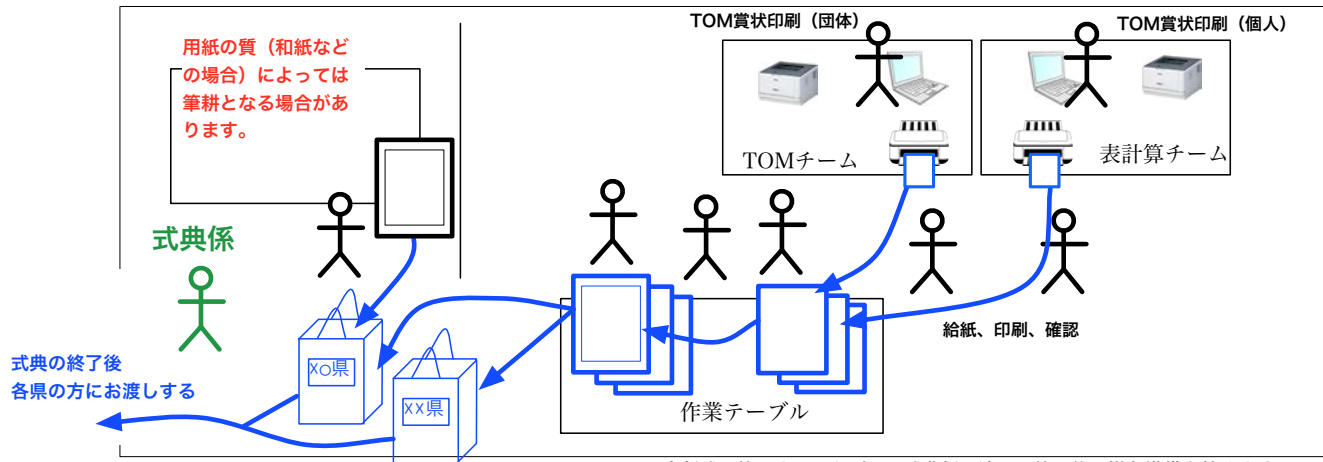 TOM賞状印刷（団体）
TOM賞状印刷（個人）
用紙の質（和紙など
の場合）によっては
筆耕となる場合があ
ります。
TOMチーム
表計算チーム
式典係
給紙、印刷、確認
式典の終了後
各県の方にお渡しする
XO県
XX県
作業テーブル